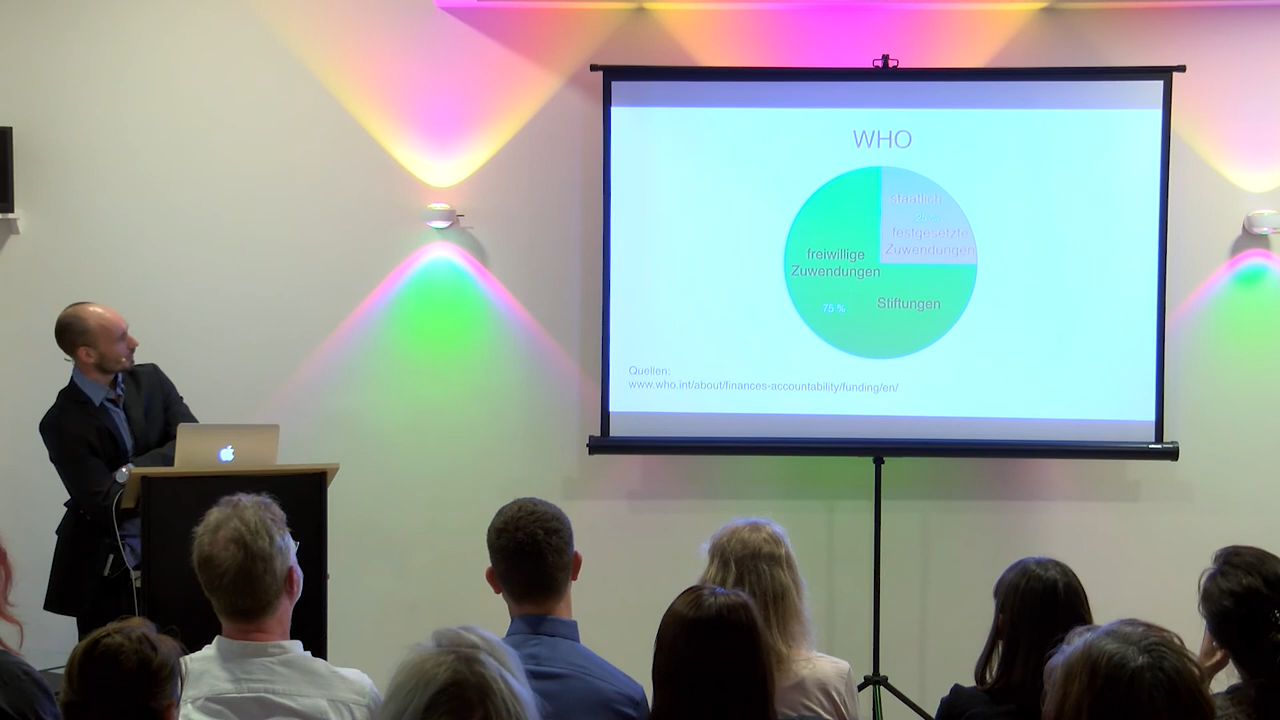 WHO
staatlich
festgesetzte
Zuwendungen
freiwillige
Zuwendungen
Stiftungen
75 %
Quellen:
www.who.int/about/finances-accountability/funding/en/